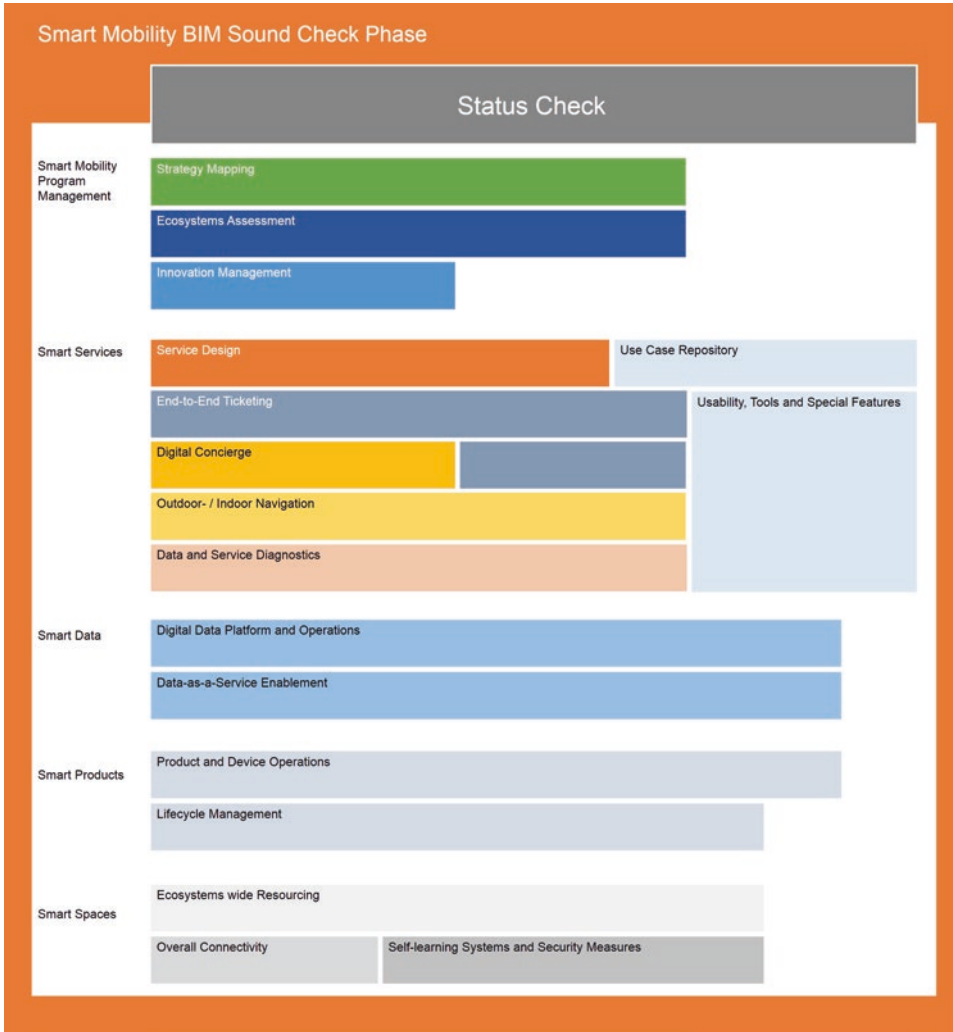 Smart Mobility BIM Sound Check Phase
Status Check
Smart Mobility
Program
Management
Strategy Mapping
Ecosystems Assessment
Innovation Management
Smart Services
Service Design
Use Case Repository
End-to-End Ticketing
Usability, Tools and Special Features
Digital Concierge
Outdoor- / Indoor Navigation
Data and Service Diagnostics
Smart Data
Digital Data Platform and Operations
Data-as-a-Service Enablement
Smart Products
Product and Device Operations
Lifecycle Management
Smart Spaces
Ecosystems wide Resourcing
Overall Connectivity
Self-learning Systems and Security Measures